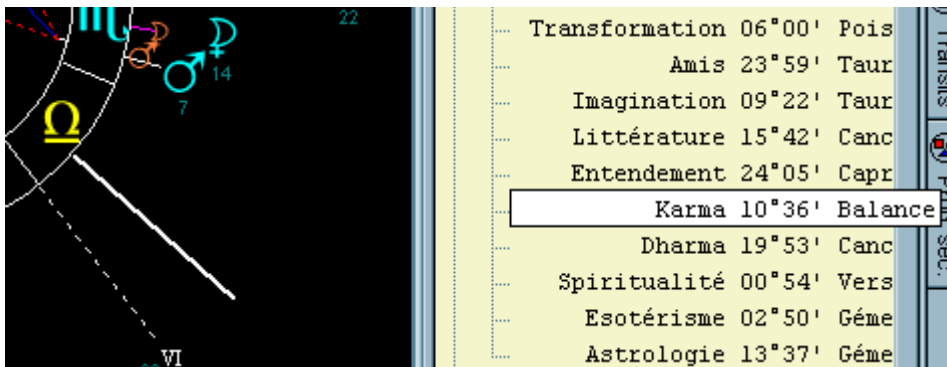 22
14
7
VI
Transformation 06°00' Pois
Amis 23°59' Taur
Imagination 09°22' Taur
Littérature 15°42' Canc
Entendement 24°05' Capr
Karma 10°36' Balance
Dharma 19°53' Canc
Spiritualité 00°54' Vers
Esotérisme 02°50' Géme
Astrologie 13°37' Géme
Transits
sec.